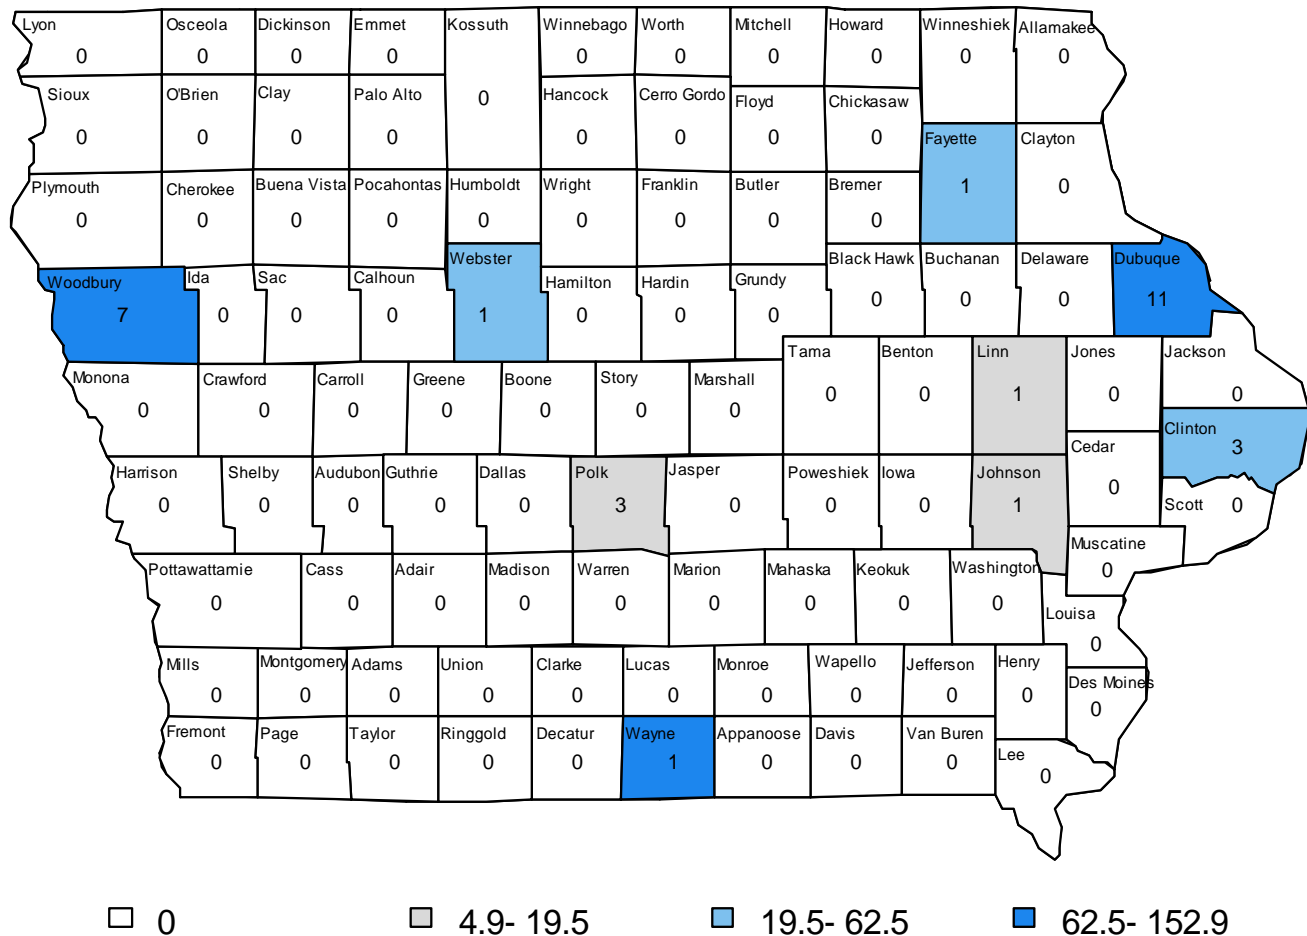 Lyon Osceola Dickinson Emmet Kossuth Winnebago Worth Mitchell Howard Winneshiek Allamakee
0 0 0 0 0 0 0 0 0 0
Sioux O'Brien Clay Palo Alto Hancock Cerro Gordo Floyd Chickasaw
0
0 0 0 0 0 0 0 0
Fayette Clayton
Plymouth Cherokee Buena Vista Pocahontas Humboldt Wright Franklin Butler Bremer
1 0
0 0 0 0 0 0 0 0 0
Webster Black Hawk Buchanan Delaware Dubuque
Woodbury Ida Sac Calhoun Hamilton Hardin Grundy
0 0 0 11
7 0 0 0 1 0 0 0
Tama Benton Linn Jones Jackson
Monona Crawford Carroll Greene Boone Story Marshall
0 0 1 0 0
0 0 0 0 0 0 0
Clinton
3
Cedar
Harrison Shelby Audubon Guthrie Dallas Polk Jasper Poweshiek Iowa Johnson
0
0 0 0 0 0 3 0 0 0 1
Scott 0
Muscatine
0
Pottawattamie Cass Adair Madison Warren Marion Mahaska Keokuk Washington
0 0 0 0 0 0 0 0 0
Louisa
0
Mills Montgomery Adams Union Clarke Lucas Monroe Wapello Jefferson Henry
0 0 0 0 0 0 0 0 0 0
Des Moines
0
Fremont Page Taylor Ringgold Decatur Wayne Appanoose Davis Van Buren
0 0 0 0 0 1 0 0 0
Lee
0
0 4.9- 19.5 19.5- 62.5 62.5- 152.9